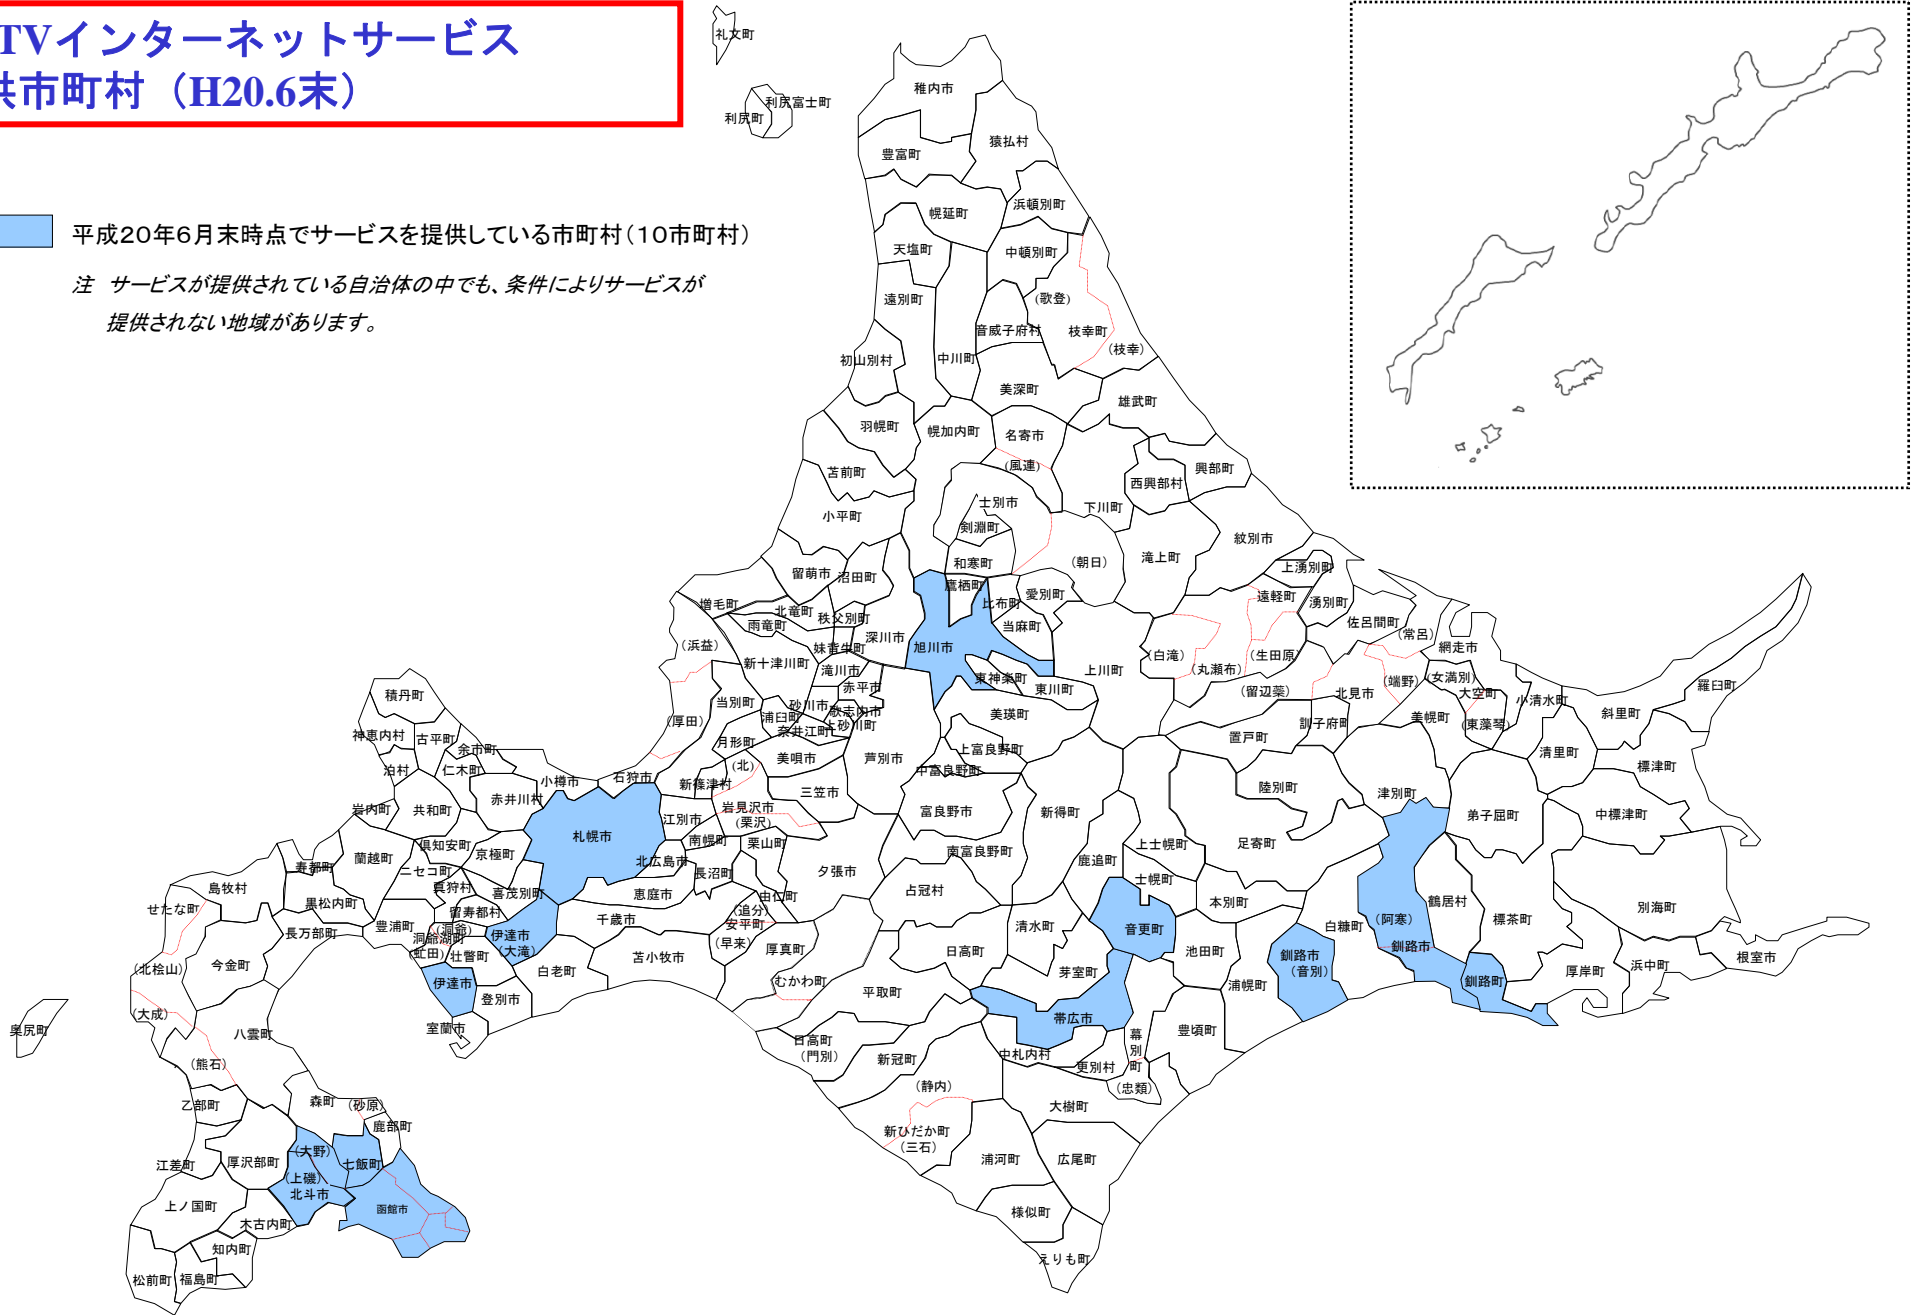 TVインターネットサービス
供市町村（H20.6末）
平成20年6月末時点でサービスを提供している市町村（10市町村）
注 サービスが提供されている自治体の中でも、条件によりサービスが
提供されない地域があります。
礼文町
利尻富士町
利尻町
稚内市
猿払村
豊富町
浜頓別町
幌延町
天塩町
中頓別町
遠別町
(歌登)
音威子府村
枝幸町
(枝幸)
初山別村
中川町
美深町
雄武町
羽幌町
幌加内町
名寄市
(風連)
苫前町
興部町
西興部村
士別市
下川町
小平町
剣淵町
紋別市
和寒町
(朝日)
滝上町
上湧別町
留萌市
沼田町
鷹栖町
比布町
愛別町
遠軽町
湧別町
増毛町
北竜町
秩父別町
雨竜町
当麻町
佐呂間町
(常呂)
(浜益)
妹背牛町
深川市
旭川市
網走市
新十津川町
滝川市
上川町
(白滝)
(丸瀬布)
(生田原)
積丹町
赤平市
東神楽町
東川町
(留辺蘂)
北見市
(端野)
(女満別)
大空町
(東藻琴)
小清水町
羅臼町
当別町
砂川市
歌志内市
浦臼町
上砂川町
奈井江町
(厚田)
美瑛町
訓子府町
美幌町
斜里町
神恵内村
古平町
余市町
月形町
置戸町
清里町
上富良野町
泊村
仁木町
小樽市
石狩市
新篠津村
(北)
美唄市
芦別市
中富良野町
標津町
赤井川村
三笠市
陸別町
津別町
岩内町
共和町
岩見沢市
(栗沢)
江別市
富良野市
新得町
弟子屈町
中標津町
札幌市
南幌町
栗山町
足寄町
倶知安町
京極町
蘭越町
ニセコ町
北広島市
長沼町
夕張市
南富良野町
鹿追町
上士幌町
寿都町
真狩村
喜茂別町
恵庭市
由仁町
占冠村
士幌町
島牧村
せたな町
黒松内町
留寿都村
(追分)
安平町
千歳市
本別町
鶴居村
(阿寒)
別海町
標茶町
長万部町
豊浦町
(洞爺)
洞爺湖町
(虻田)
伊達市
(大滝)
(早来)
厚真町
清水町
音更町
白糠町
釧路市
壮瞥町
苫小牧市
日高町
池田町
釧路市
(音別)
今金町
(北桧山)
白老町
芽室町
厚岸町
浜中町
根室市
伊達市
むかわ町
平取町
浦幌町
釧路町
登別市
(大成)
帯広市
奥尻町
八雲町
室蘭市
日高町
(門別)
豊頃町
幕別町
(熊石)
新冠町
中札内村
更別村
(忠類)
(静内)
大樹町
乙部町
森町
(砂原)
鹿部町
新ひだか町
(三石)
(大野)
七飯町
江差町
厚沢部町
(上磯)
北斗市
浦河町
広尾町
上ノ国町
函館市
木古内町
様似町
知内町
松前町
福島町
えりも町